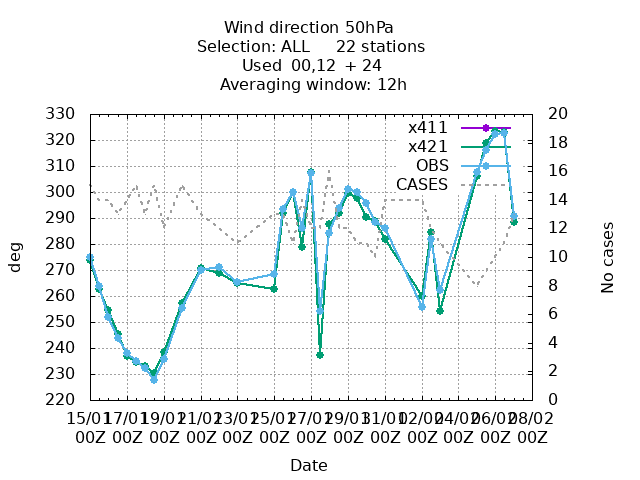 Wind direction 50hPa
Selection: ALL 22 stations
Used 00,12 + 24
Averaging window: 12h
330
320
310
300
290
280
270
260
250
240
230
220
deg
20
18
16
14
12
10
8
6
4
2
0
No cases
x411
x421
OBS
CASES
15/01 17/01 19/01 21/01 23/01 25/01 27/01 29/01 31/01 02/02 04/02 06/02 08/02
00Z 00Z 00Z 00Z 00Z 00Z 00Z 00Z 00Z 00Z 00Z 00Z 00Z
Date